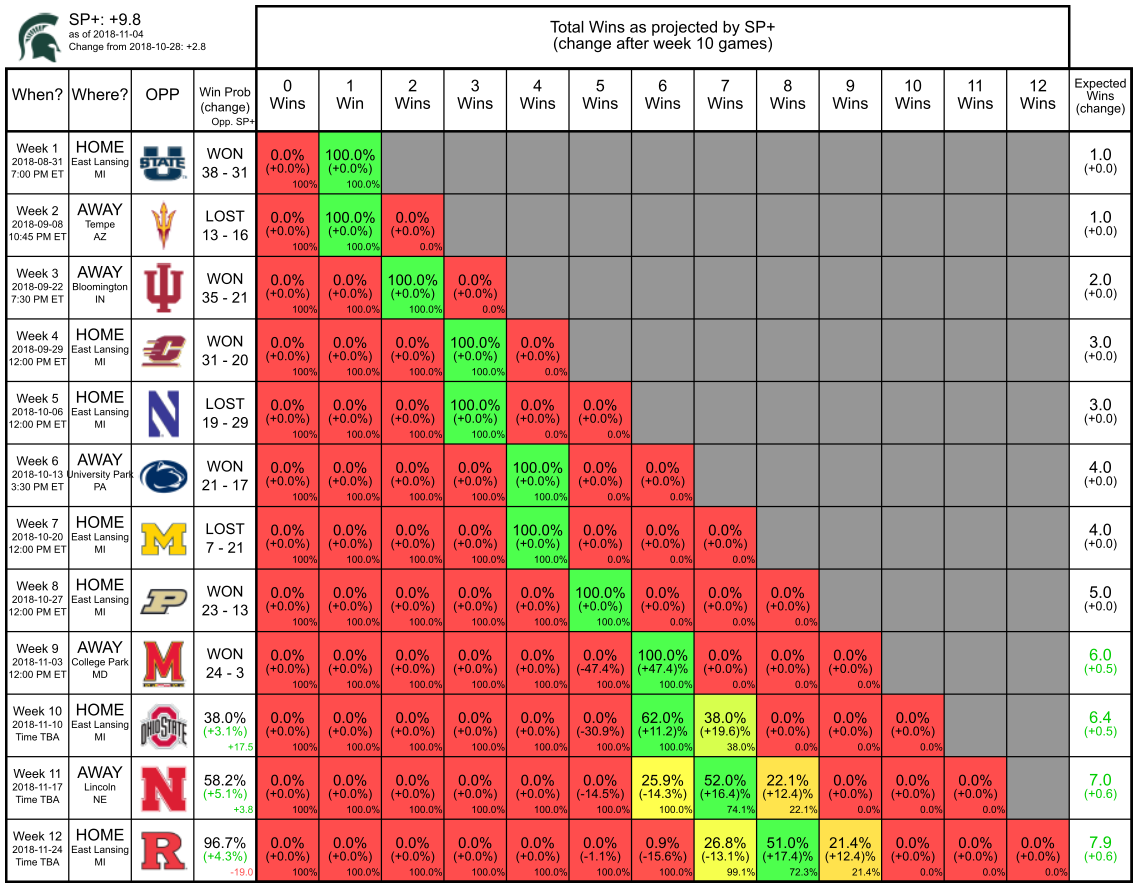 SP+: +9.8
as of 2018-11-04
Change from 2018-10-28: +2.8
Total Wins as projected by SP+
(change after week 10 games)
When? Where? OPP Win Prob (change) Opp. SP+ 0 Wins 1 Win 2 Wins 3 Wins 4 Wins 5 Wins 6 Wins 7 Wins 8 Wins 9 Wins 10 Wins 11 Wins 12 Wins Expected Wins (change)
Week 1 HOME WON 0.0% 100.0% 1.0
2018-08-31 East Lansing STATE 38 - 31 (+0.0%) (+0.0%) (+0.0)
7:00 PM ET MI 100% 100.0%
Week 2 AWAY LOST 0.0% 100.0% 0.0% 1.0
2018-09-08 Tempe 13 - 16 (+0.0%) (+0.0%) (+0.0%) (+0.0)
10:45 PM ET AZ 100% 100.0% 0.0%
Week 3 AWAY WON 0.0% 0.0% 100.0% 0.0% 2.0
2018-09-22 Bloomington 35 - 21 (+0.0%) (+0.0%) (+0.0%) (+0.0%) (+0.0)
7:30 PM ET IN 100% 100.0% 100.0% 0.0%
Week 4 HOME WON 0.0% 0.0% 0.0% 100.0% 0.0% 3.0
2018-09-29 East Lansing C 31 - 20 (+0.0%) (+0.0%) (+0.0%) (+0.0%) (+0.0%) (+0.0)
12:00 PM ET MI 100% 100.0% 100.0% 100.0% 0.0%
Week 5 HOME LOST 0.0% 0.0% 0.0% 100.0% 0.0% 0.0% 3.0
2018-10-06 East Lansing N 19 - 29 (+0.0%) (+0.0%) (+0.0%) (+0.0%) (+0.0%) (+0.0%) (+0.0)
12:00 PM ET MI 100% 100.0% 100.0% 100.0% 0.0% 0.0%
Week 6 AWAY WON 0.0% 0.0% 0.0% 0.0% 100.0% 0.0% 0.0% 4.0
2018-10-13 University Park 21 - 17 (+0.0%) (+0.0%) (+0.0%) (+0.0%) (+0.0%) (+0.0%) (+0.0%) (+0.0)
3:30 PM ET PA 100% 100.0% 100.0% 100.0% 100.0% 0.0% 0.0%
Week 7 HOME LOST 0.0% 0.0% 0.0% 0.0% 100.0% 0.0% 0.0% 0.0% 4.0
2018-10-20 East Lansing M 7 - 21 (+0.0%) (+0.0%) (+0.0%) (+0.0%) (+0.0%) (+0.0%) (+0.0%) (+0.0%) (+0.0)
12:00 PM ET MI 100% 100.0% 100.0% 100.0% 100.0% 0.0% 0.0% 0.0%
Week 8 HOME WON 0.0% 0.0% 0.0% 0.0% 0.0% 100.0% 0.0% 0.0% 0.0% 5.0
2018-10-27 East Lansing P 23 - 13 (+0.0%) (+0.0%) (+0.0%) (+0.0%) (+0.0%) (+0.0%) (+0.0%) (+0.0%) (+0.0%) (+0.0)
12:00 PM ET MI 100% 100.0% 100.0% 100.0% 100.0% 100.0% 0.0% 0.0% 0.0%
Week 9 AWAY WON 0.0% 0.0% 0.0% 0.0% 0.0% 0.0% 100.0% 0.0% 0.0% 0.0% 6.0
2018-11-03 College Park M 24 - 3 (+0.0%) (+0.0%) (+0.0%) (+0.0%) (+0.0%) (-47.4%) (+47.4)% (+0.0%) (+0.0%) (+0.0%) (+0.5)
12:00 PM ET MD 100% 100.0% 100.0% 100.0% 100.0% 100.0% 100.0% 0.0% 0.0% 0.0%
Week 10 HOME 38.0% 0.0% 0.0% 0.0% 0.0% 0.0% 0.0% 62.0% 38.0% 0.0% 0.0% 0.0% 6.4
2018-11-10 East Lansing OHIO STATE (+3.1%) (+0.0%) (+0.0%) (+0.0%) (+0.0%) (+0.0%) (-30.9%) (+11.2)% (+19.6)% (+0.0%) (+0.0%) (+0.0%) (+0.5)
Time TBA MI +17.5 100% 100.0% 100.0% 100.0% 100.0% 100.0% 100.0% 38.0% 0.0% 0.0% 0.0%
Week 11 AWAY 58.2% 0.0% 0.0% 0.0% 0.0% 0.0% 0.0% 25.9% 52.0% 22.1% 0.0% 0.0% 0.0% 7.0
2018-11-17 Lincoln N (+5.1%) (+0.0%) (+0.0%) (+0.0%) (+0.0%) (+0.0%) (-14.5%) (-14.3%) (+16.4)% (+12.4)% (+0.0%) (+0.0%) (+0.0%) (+0.6)
Time TBA NE +3.8 100% 100.0% 100.0% 100.0% 100.0% 100.0% 100.0% 74.1% 22.1% 0.0% 0.0% 0.0%
Week 12 HOME 96.7% 0.0% 0.0% 0.0% 0.0% 0.0% 0.0% 0.9% 26.8% 51.0% 21.4% 0.0% 0.0% 0.0% 7.9
2018-11-24 East Lansing R (+4.3%) (+0.0%) (+0.0%) (+0.0%) (+0.0%) (+0.0%) (-1.1%) (-15.6%) (-13.1%) (+17.4)% (+12.4)% (+0.0%) (+0.0%) (+0.0%) (+0.6)
Time TBA MI -19.0 100% 100.0% 100.0% 100.0% 100.0% 100.0% 100.0% 99.1% 72.3% 21.4% 0.0% 0.0% 0.0%